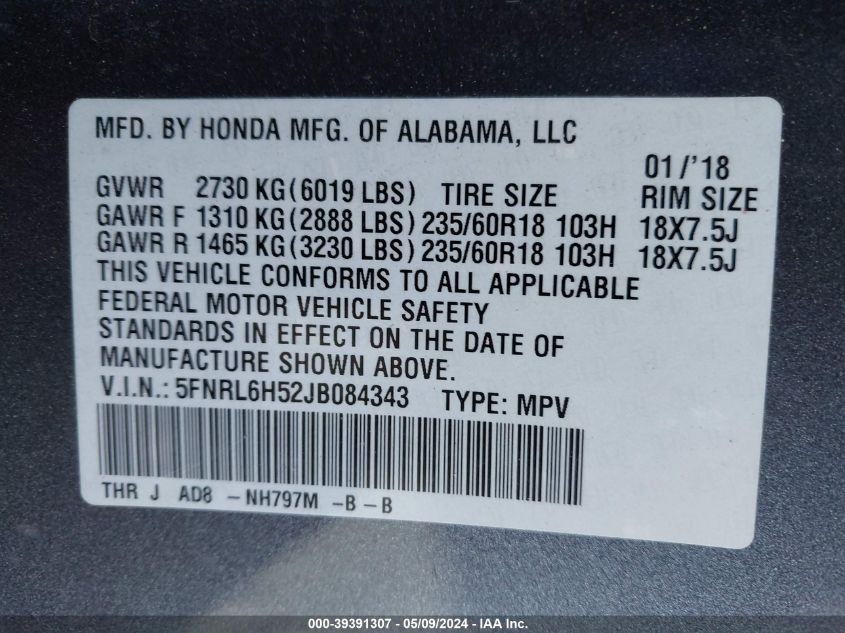 MFD. BY HONDA MFG. OF ALABAMA, LLC
01/'18
GVWR 2730 KG(6019 LBS) TIRE SIZE RIM SIZE
GAWR F 1310 KG(2888 LBS)235/60R18 103H 18X7.5J
GAWR R 1465 KG(3230 LBS)235/60R18 103H 18X7.5J
THIS VEHICLE CONFORMS TO ALL APPLICABLE
FEDERAL MOTOR VEHICLE SAFETY
STANDARDS IN EFFECT ON THE DATE OF
MANUFACTURE SHOWN ABOVE.
V.I.N.: 5FNRL6H52JB084343 TYPE: MPV
THR J AD8 -NH797M -B-B
000-39391307 - 05/09/2024 - IAA Inc.